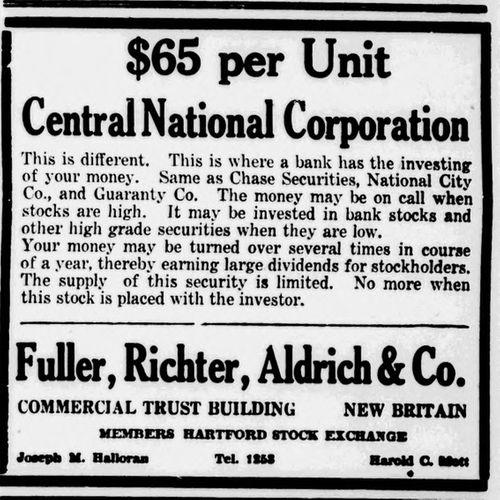 $65 per Unit
Central National Corporation
This is different. This is where a bank has the investing
of your money. Same as Chase Securities, National City
Co., and Guaranty Co. The money may be on call when
stocks are high. It may be invested in bank stocks and
other high grade securities when they are low.
Your money may be turned over several times in course
of a year, thereby earning large dividends for stockholders.
The supply of this security is limited. No more when
this stock is placed with the investor.
Fuller, Richter, Aldrich & Co.
COMMERCIAL TRUST BUILDING NEW BRITAIN
MEMBERS HARTFORD STOCK EXCHANGE
Joseph M. Halloran Tel. 1253 Harold C. Mott